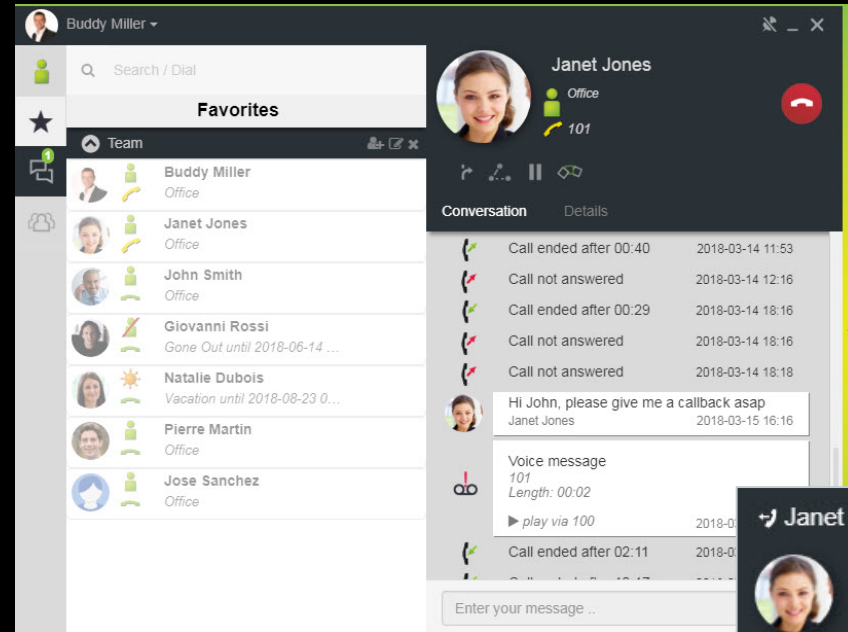 Buddy Miller
Search / Dial
Favorites
Team
1
Buddy Miller
Office
Janet Jones
Office
John Smith
Office
Giovanni Rossi
Gone Out until 2018-06-14 ...
Natalie Dubois
Vacation until 2018-08-23 0...
Pierre Martin
Office
Jose Sanchez
Office
Janet Jones
Office
101
Conversation Details
Call ended after 00:40 2018-03-14 11:53
Call not answered 2018-03-14 12:16
Call ended after 00:29 2018-03-14 18:16
Call not answered 2018-03-14 18:16
Call not answered 2018-03-14 18:18
Hi John, please give me a callback asap
Janet Jones 2018-03-15 16:16
Voice message
101
Length: 00:02
play via 100 2018-0
Call ended after 02:11 2018-0
Enter your message ..
Janet